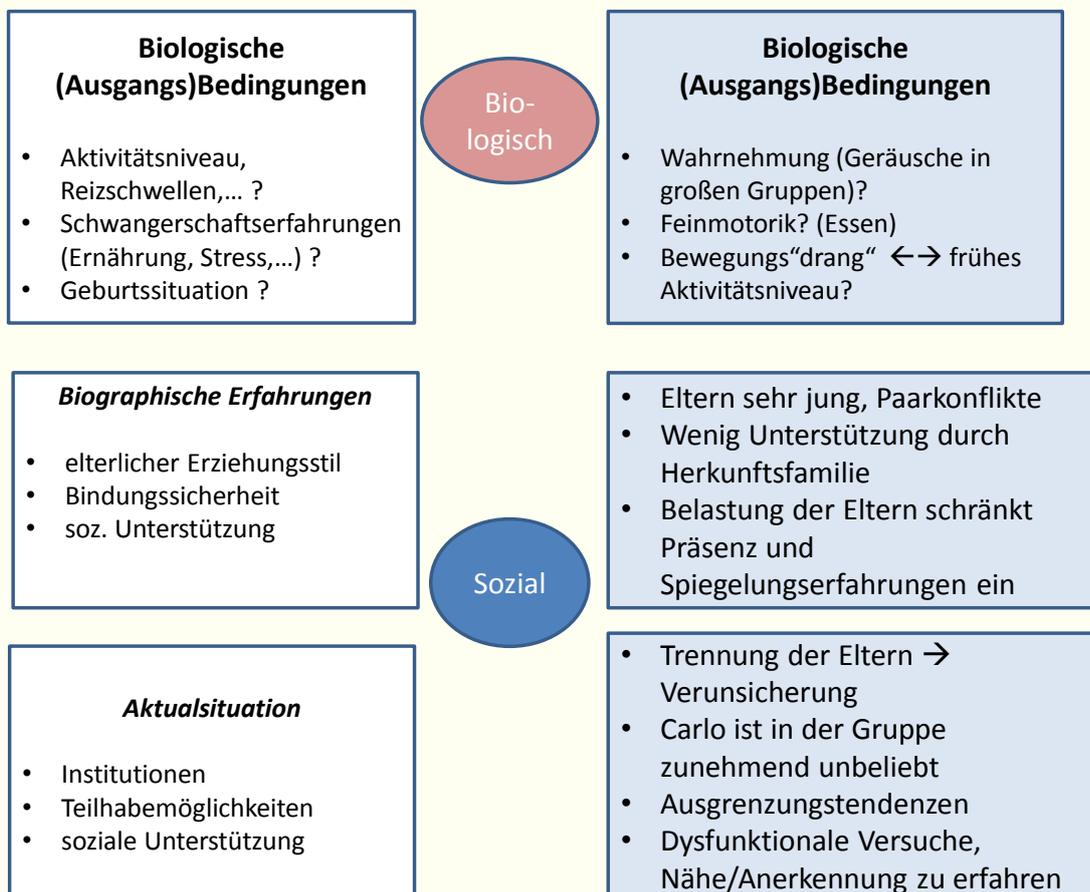 Biologische
(Ausgangs)Bedingungen
• Aktivitätsniveau,
Reizschwellen,… ?
• Schwangerschaftserfahrungen
(Ernährung, Stress,…) ?
• Geburtssituation ?
Bio-
logisch
Biologische
(Ausgangs)Bedingungen
• Wahrnehmung (Geräusche in
großen Gruppen)?
• Feinmotorik? (Essen)
• Bewegungs“drang“ ←→ frühes
Aktivitätsniveau?
Biographische Erfahrungen
• elterlicher Erziehungsstil
• Bindungssicherheit
• soz. Unterstützung
Sozial
• Eltern sehr jung, Paarkonflikte
• Wenig Unterstützung durch
Herkunftsfamilie
• Belastung der Eltern schränkt
Präsenz und
Spiegelungserfahrungen ein
Aktualsituation
• Institutionen
• Teilhabemöglichkeiten
• soziale Unterstützung
• Trennung der Eltern →
Verunsicherung
• Carlo ist in der Gruppe
zunehmend unbeliebt
• Ausgrenzungstendenzen
• Dysfunktionale Versuche,
Nähe/Anerkennung zu erfahren